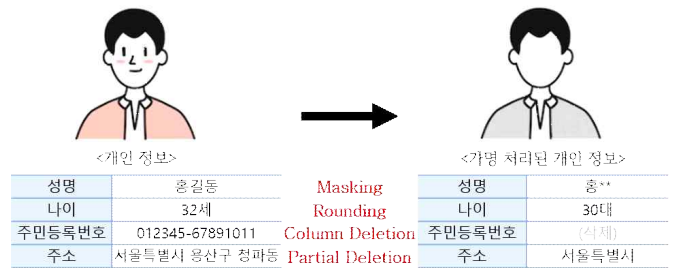 <개인 정보>
<가명 처리된 개인 정보>
성명 홍길동 Masking 성명 홍**
나이 32세 Rounding 나이 30대
주민등록번호 012345-67891011 Column Deletion 주민등록번호 (삭제)
주소 서울특별시 용산구 청파동 Partial Deletion 주소 서울특별시